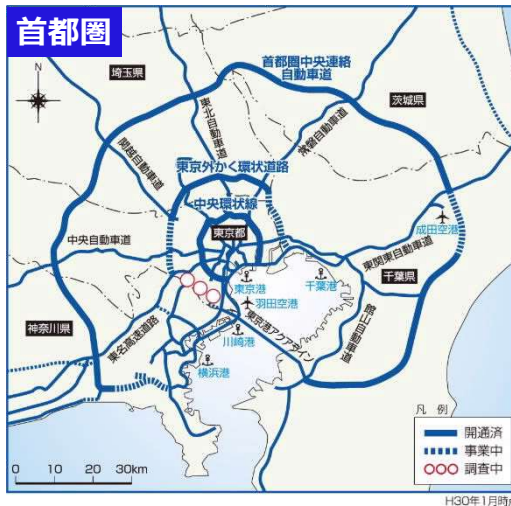 首都圏
首都圏中央連絡
自動車道
埼玉県
茨城県
N
東北自動車道
常磐自動車道
関越自動車道
東京外かく環状道路
中央環状線
東京都
成田空港
中央自動車道
東関東自動車道
千葉県
東京港
千葉港
羽田空港
神奈川県
東名高速道路
川崎港
東京港アクアライン
館山自動車道
横浜港
凡例
開通済
事業中
調査中
0 10 20 30km
H30年1月時点